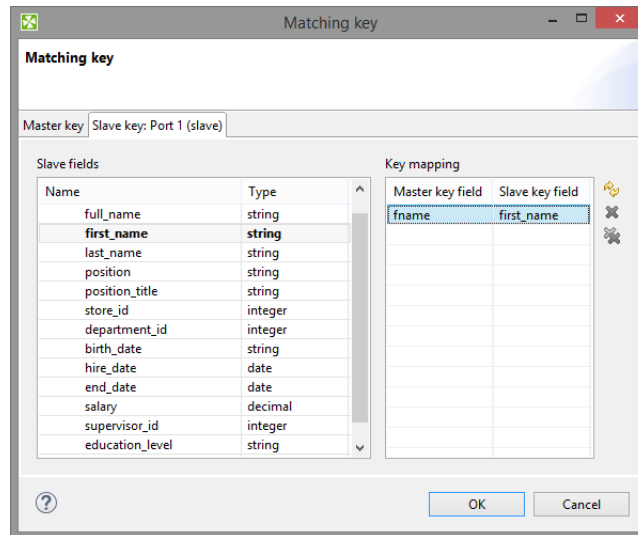 Matching key
Matching key
Master key Slave key: Port 1 (slave)
Slave fields Key mapping
Name Type Master key field Slave key field
full_name string fname first_name
first_name string
last_name string
position string
position_title string
store_id integer
department_id integer
birth_date string
hire_date date
end_date date
salary decimal
supervisor_id integer
education_level string
? OK Cancel